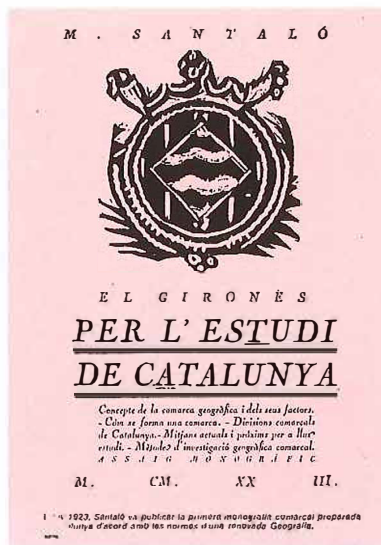 M. SANTALÓ
EL GIRONÈS
PER L'ESTUDI
DE CATALUNYA
Concepte de la comarca geogràfica i dels seus factors.
- Com se forma una comarca. - Divisions comarcals
de Catalunya. - Mitjans actuals i pròxims per a llur
estudi. - Mètodes d'investigació geogràfica comarcal.
ASSAIG MONOGRÀFIC
M. CM. XX III.
1923, Santaló va publicar la primera monografia comarcal preparada
d'acord amb les normes d'una renovada Geografia.